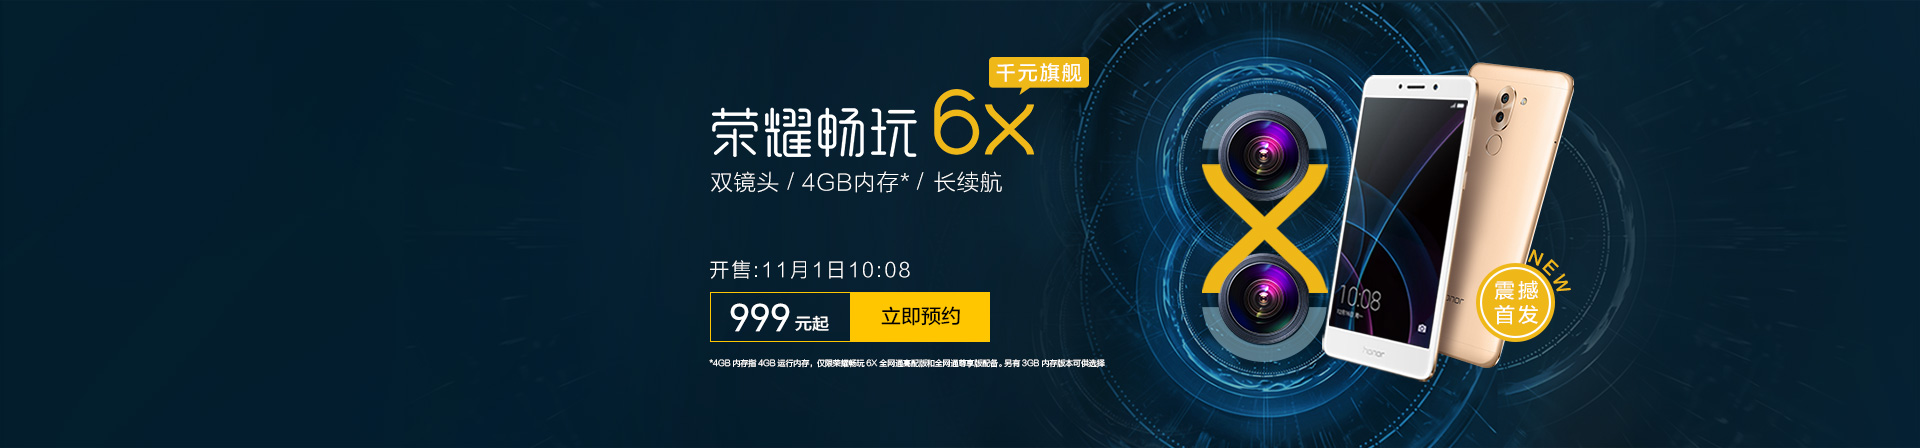 千元旗舰
荣耀畅玩 6X
双镜头 / 4GB内存* / 长续航
开售:11月1日10:08
999 元起
立即预约
*4GB 内存指 4GB 运行内存，仅限荣耀畅玩 6X 全网通高配版和全网通尊享版配备。另有 3GB 内存版本可供选择
10:08
honor
honor
NEW
震撼
首发